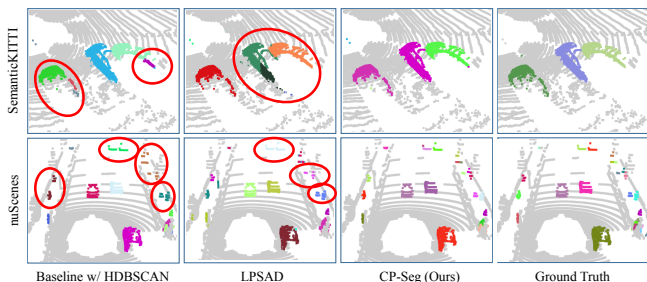 SemanticKITTI
nuScenes
Baseline w/ HDBSCAN LPSAD CP-Seg (Ours) Ground Truth